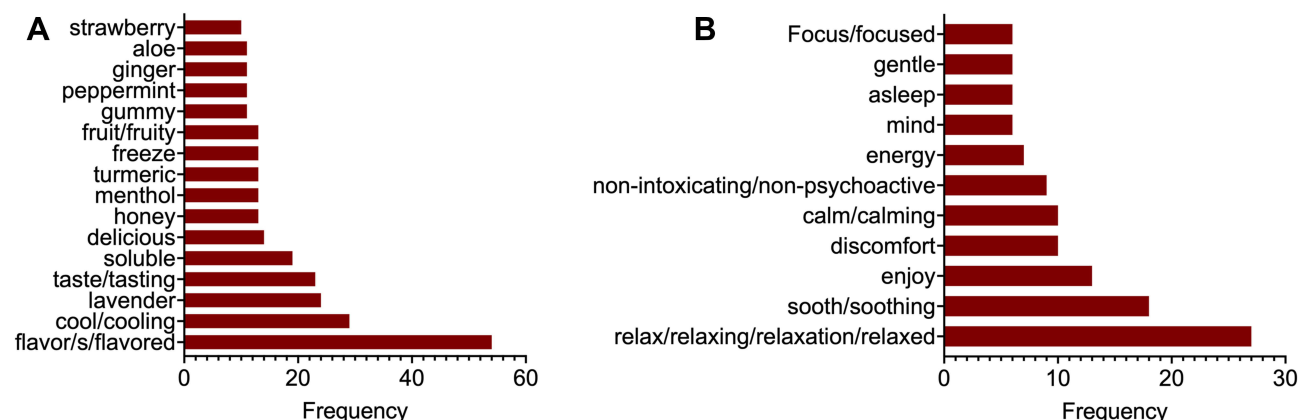 A
strawberry
aloe
ginger
peppermint
gummy
fruit/fruity
freeze
turmeric
menthol
honey
delicious
soluble
taste/tasting
lavender
cool/cooling
flavor/s/flavored
0 20 40 60
Frequency
B
Focus/focused
gentle
asleep
mind
energy
non-intoxicating/non-psychoactive
calm/calming
discomfort
enjoy
sooth/soothing
relax/relaxing/relaxation/relaxed
0 10 20 30
Frequency